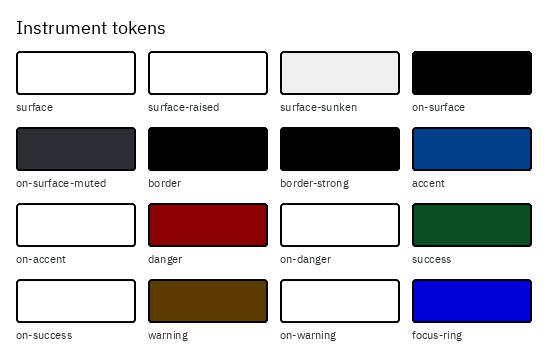 Instrument tokens
surface
surface-raised
surface-sunken
on-surface
on-surface-muted
border
border-strong
accent
on-accent
danger
on-danger
success
on-success
warning
on-warning
focus-ring